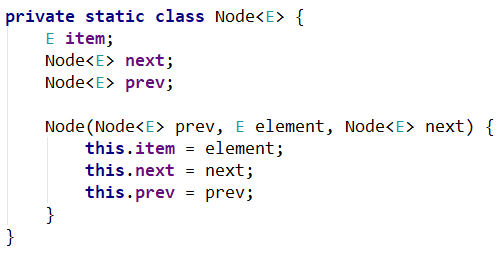 private static class Node<E> {
    E item;
    Node<E> next;
    Node<E> prev;

    Node(Node<E> prev, E element, Node<E> next) {
        this.item = element;
        this.next = next;
        this.prev = prev;
    }
}